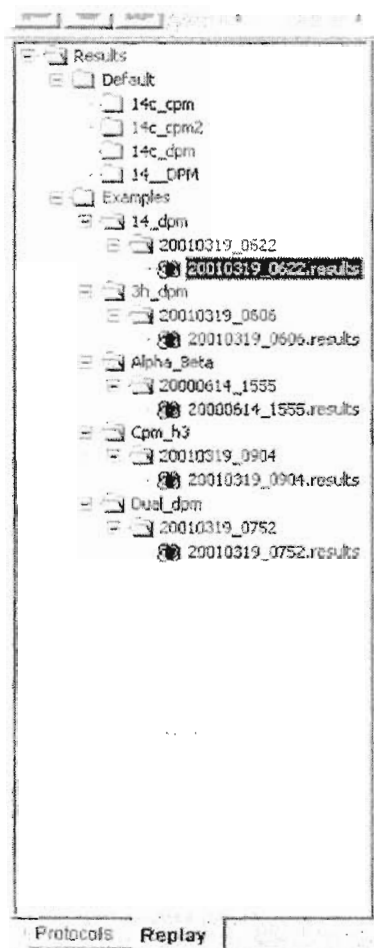 Results
Default
14c_cpm
14c_cpm2
14c_dpm
14__DPM
Examples
14_dpm
20010319_0622
20010319_0622.results
3h_dpm
20010319_0606
20010319_0606.results
Alpha_Beta
20000614_1555
20000614_1555.results
Cpm_h3
20010319_0904
20010319_0904.results
Dual_dpm
20010319_0752
20010319_0752.results
Protocols Replay